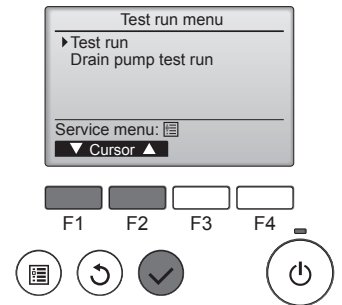 Test run menu
Test run
Drain pump test run
Service menu:
▼ Cursor ▲
F1 F2 F3 F4